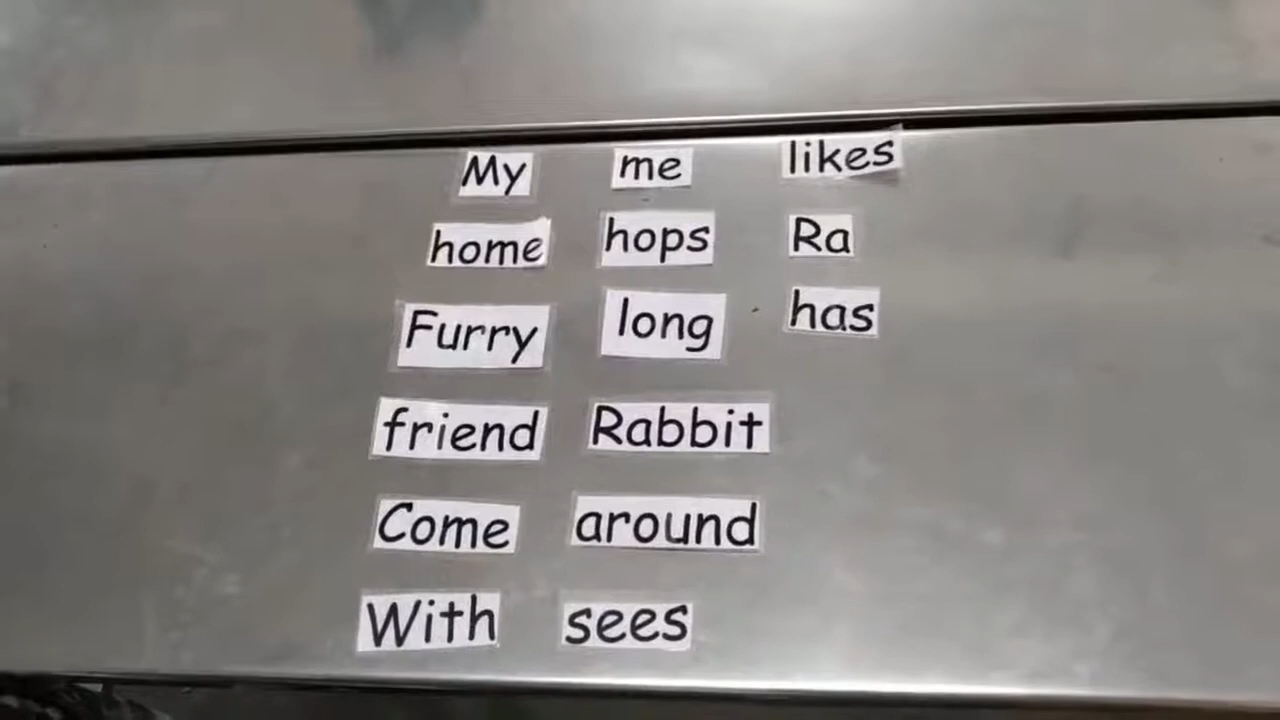 My me likes
home hops Ra
Furry long has
friend Rabbit
Come around
With sees